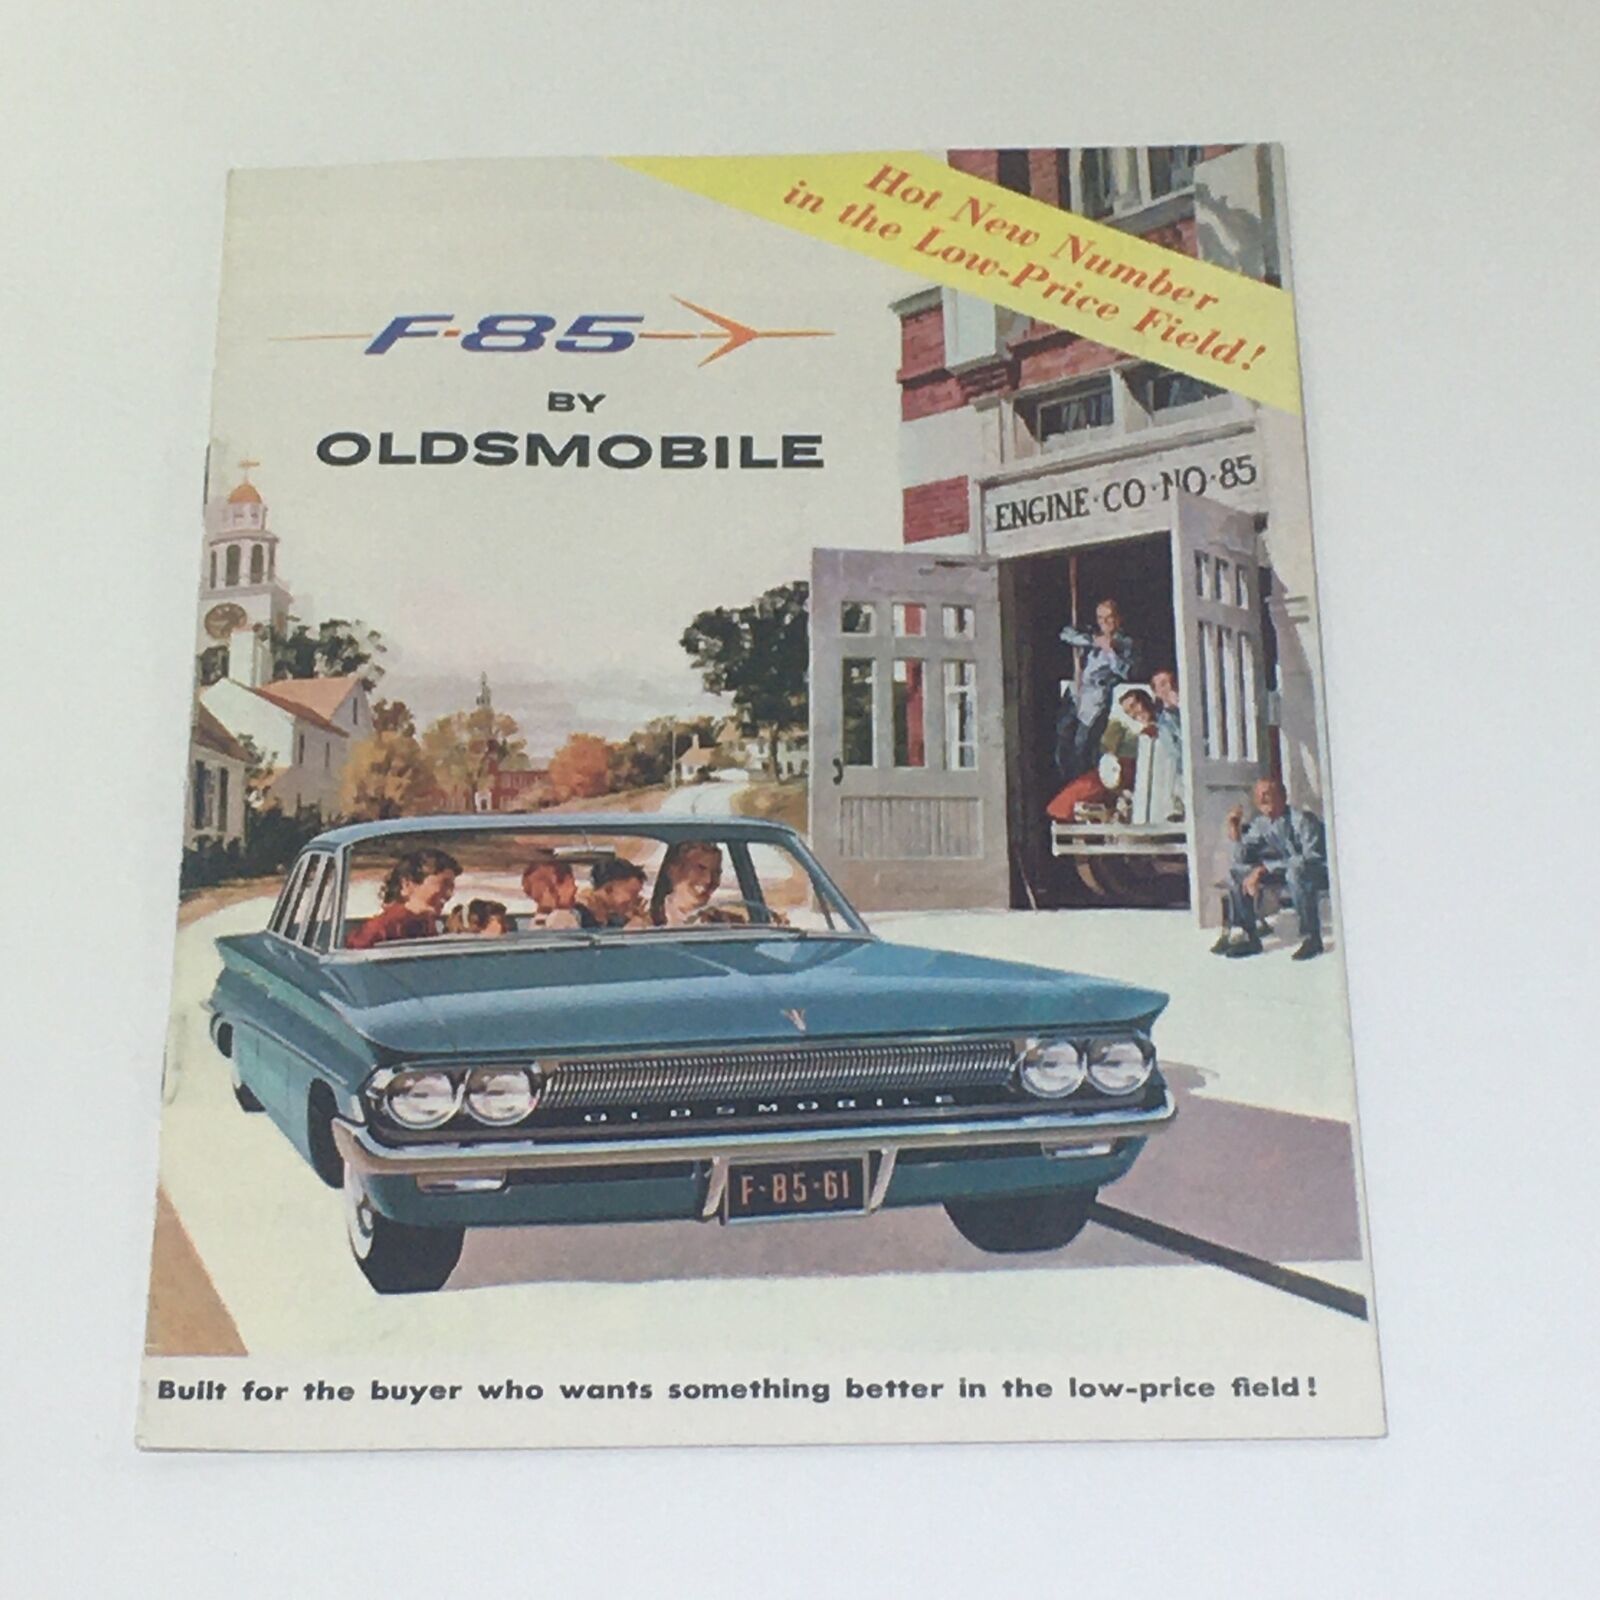 Hot New Number
in the Low-Price Field!
F-85
BY
OLDSMOBILE
ENGINE·CO·NO·85
OLDSMOBILE
F-85-61
Built for the buyer who wants something better in the low-price field!